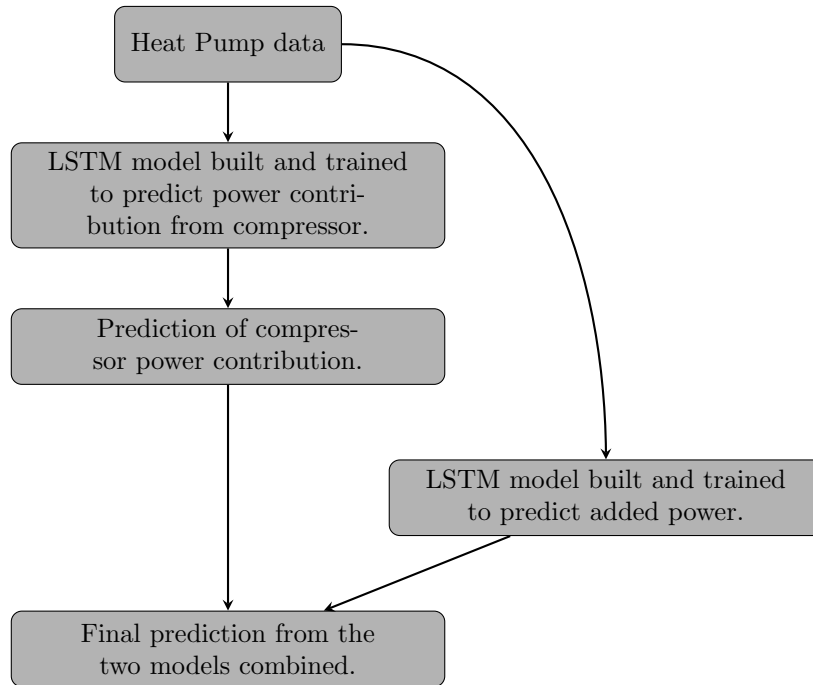 Heat Pump data
LSTM model built and trained
to predict power contri-
bution from compressor.
Prediction of compres-
sor power contribution.
LSTM model built and trained
to predict added power.
Final prediction from the
two models combined.